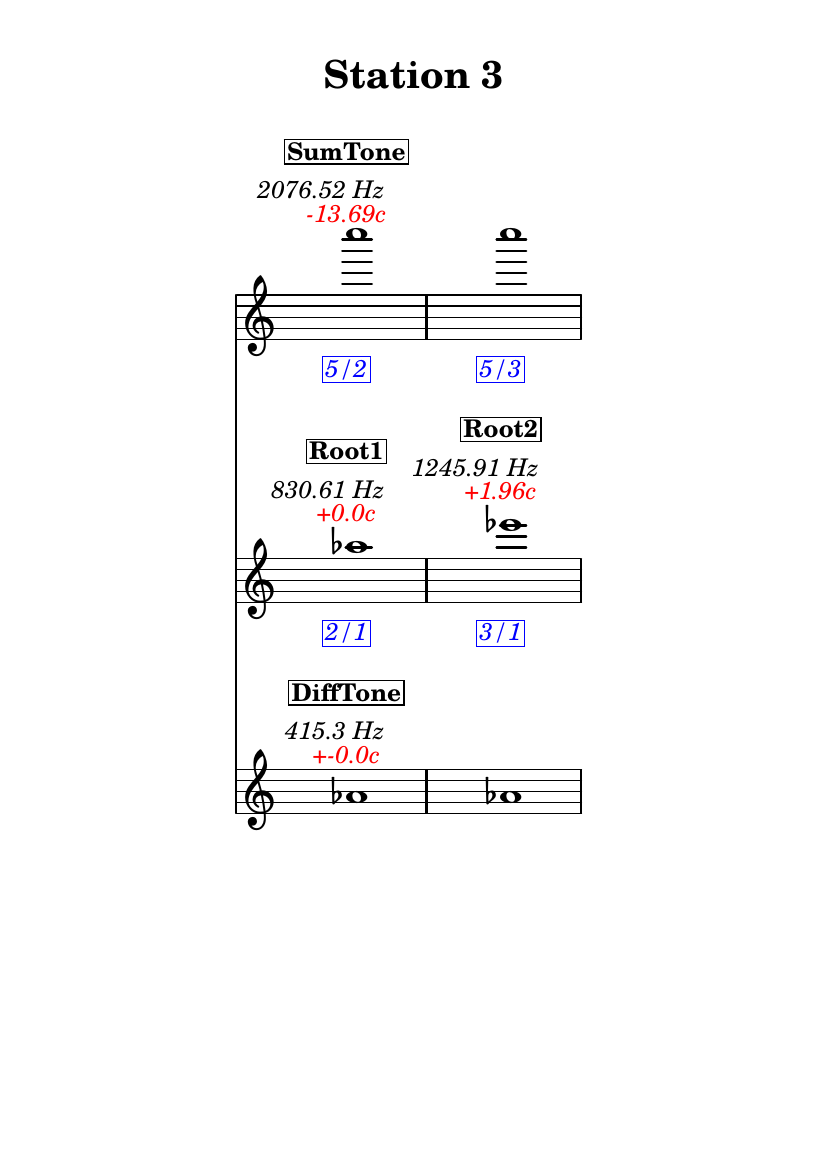 Station 3
SumTone
2076.52 Hz
-13.69c
5/2
5/3
Root1
830.61 Hz
+0.0c
Root2
1245.91 Hz
+1.96c
2/1
3/1
DiffTone
415.3 Hz
+-0.0c